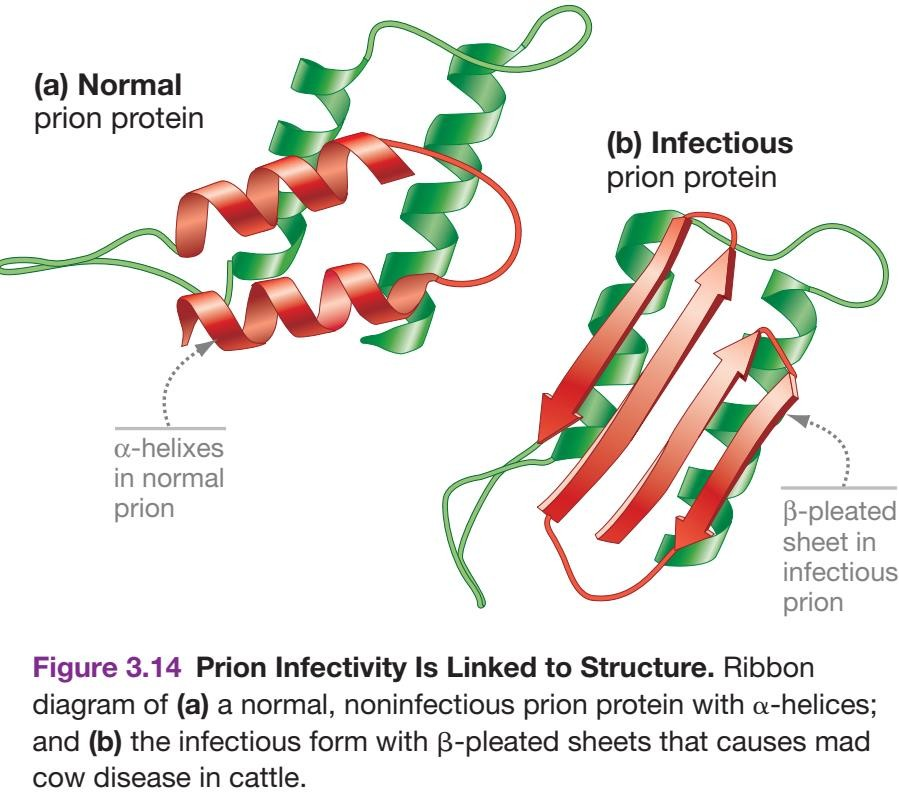 (a) Normal
prion protein
(b) Infectious
prion protein
α-helixes
in normal
prion
β-pleated
sheet in
infectious
prion
Figure 3.14 Prion Infectivity Is Linked to Structure. Ribbon
diagram of (a) a normal, noninfectious prion protein with α-helices;
and (b) the infectious form with β-pleated sheets that causes mad
cow disease in cattle.